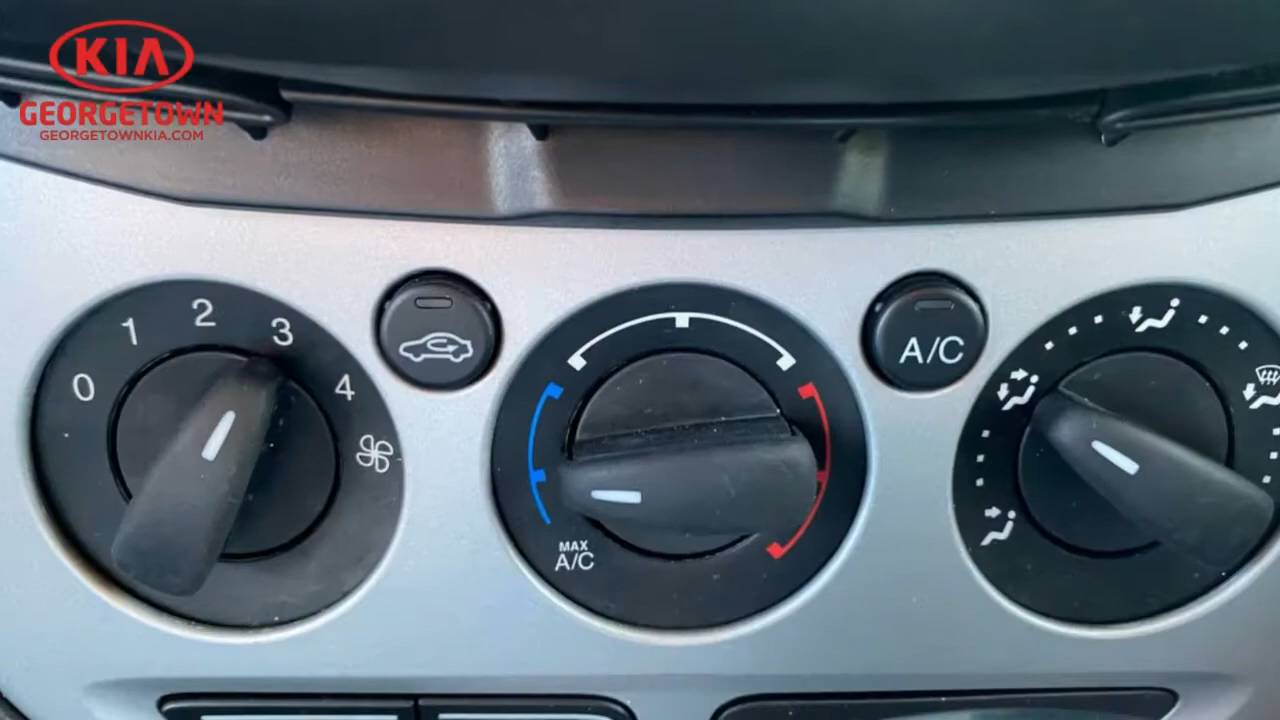 KIA
GEORGETOWN
GEORGETOWNKIA.COM
0 1 2 3 4
A/C
MAX
A/C